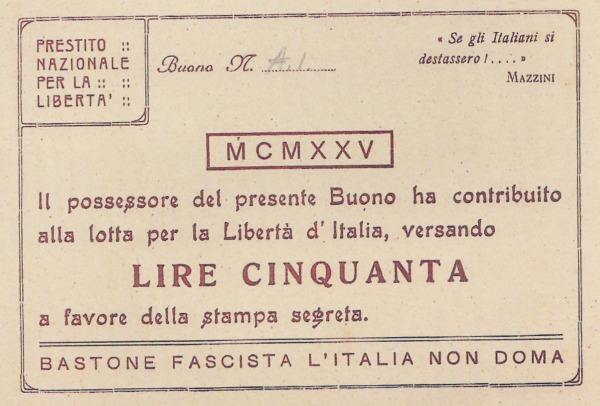 PRESTITO ::
NAZIONALE
PER LA :: ::
LIBERTA' ::
Buono N. A.1.
« Se gli Italiani si
destassero!.... »
MAZZINI
MCMXXV
Il possessore del presente Buono ha contribuito
alla lotta per la Libertà d'Italia, versando
LIRE CINQUANTA
a favore della stampa segreta.
BASTONE FASCISTA L'ITALIA NON DOMA